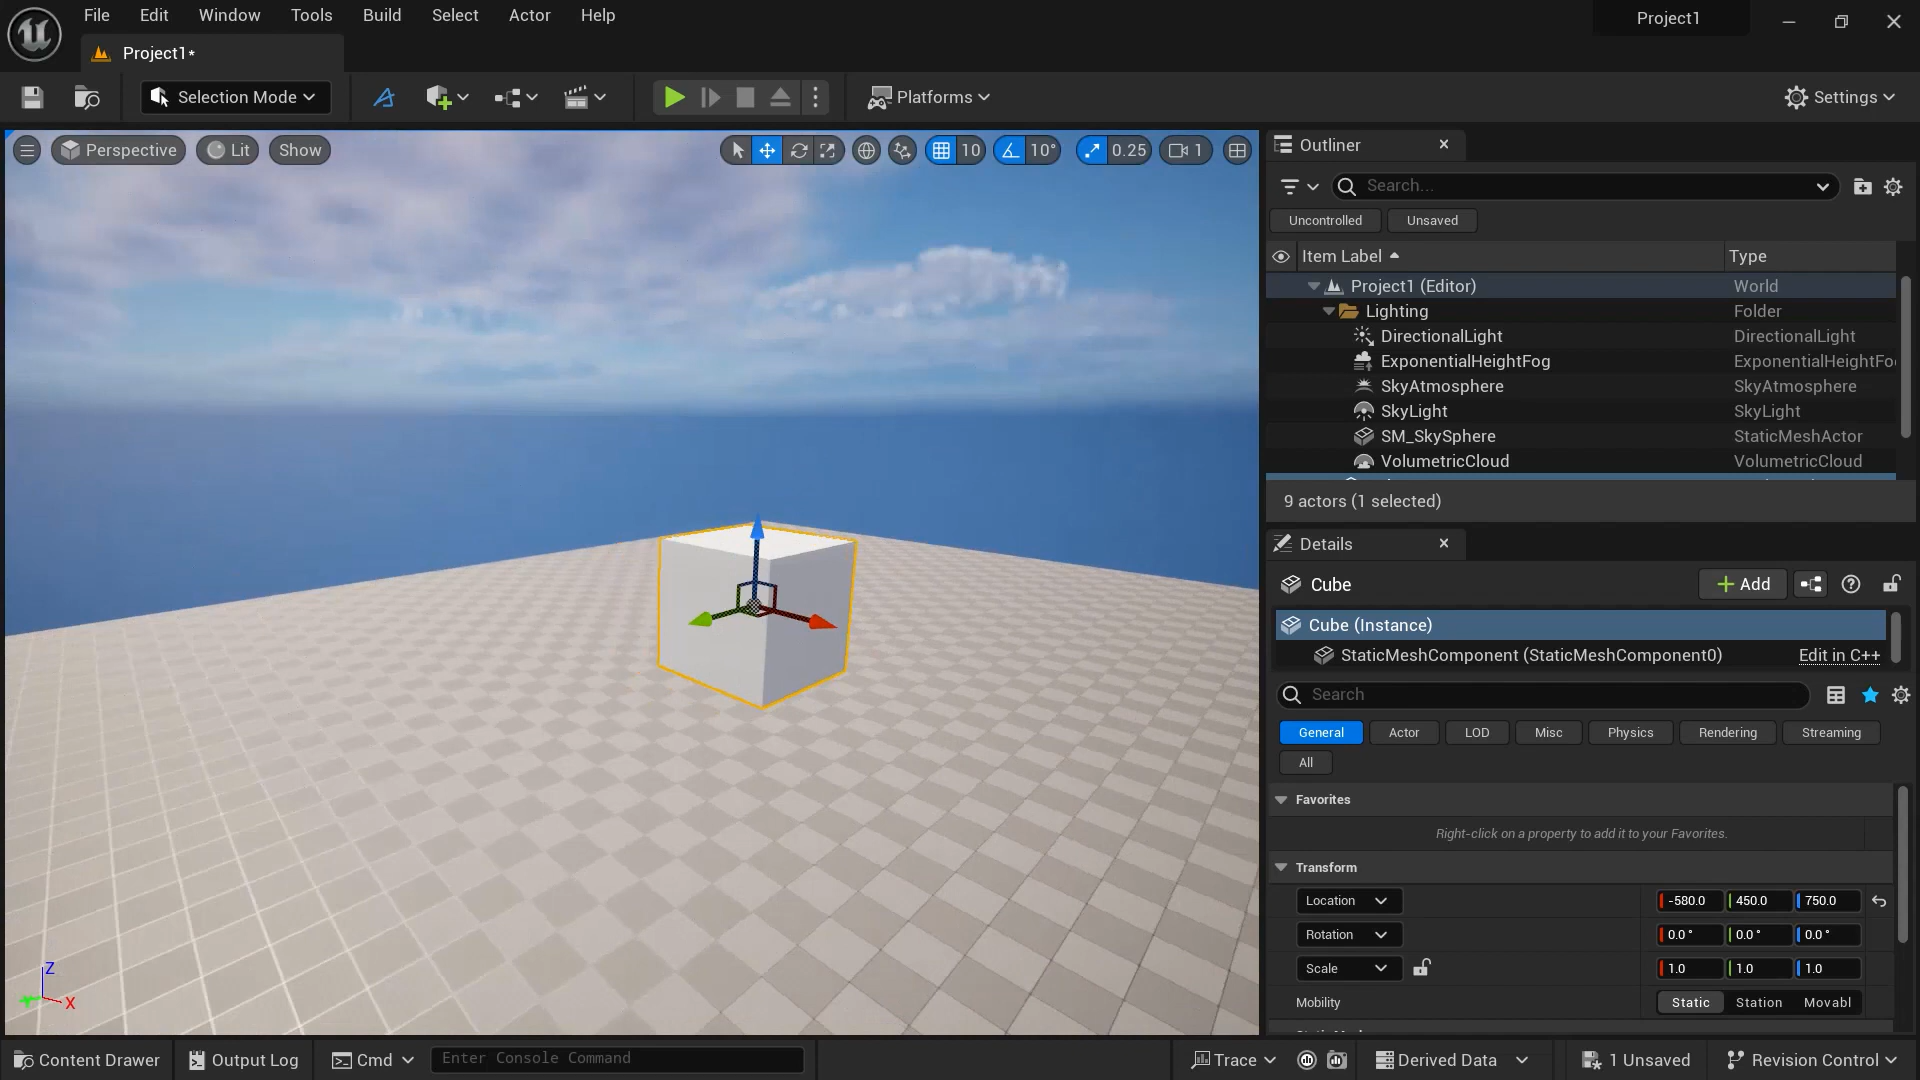 File Edit Window Tools Build Select Actor Help
Project1
Project1*
Selection Mode
Platforms
Settings
Perspective Lit Show
10 10° 0.25 1
Outliner
Search...
Uncontrolled Unsaved
Item Label Type
Project1 (Editor) World
Lighting Folder
DirectionalLight DirectionalLight
ExponentialHeightFog ExponentialHeightFo
SkyAtmosphere SkyAtmosphere
SkyLight SkyLight
SM_SkySphere StaticMeshActor
VolumetricCloud VolumetricCloud
9 actors (1 selected)
Details
Cube
Add
Cube (Instance)
StaticMeshComponent (StaticMeshComponent0) Edit in C++
Search
General Actor LOD Misc Physics Rendering Streaming
All
Favorites
Right-click on a property to add it to your Favorites.
Transform
Location -580.0 450.0 750.0
Rotation 0.0° 0.0° 0.0°
Scale 1.0 1.0 1.0
Mobility Static Station Movabl
Z
X
Content Drawer Output Log Cmd Enter Console Command Trace Derived Data 1 Unsaved Revision Control